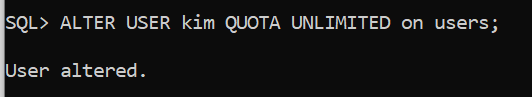 SQL> ALTER USER kim QUOTA UNLIMITED on users;
User altered.